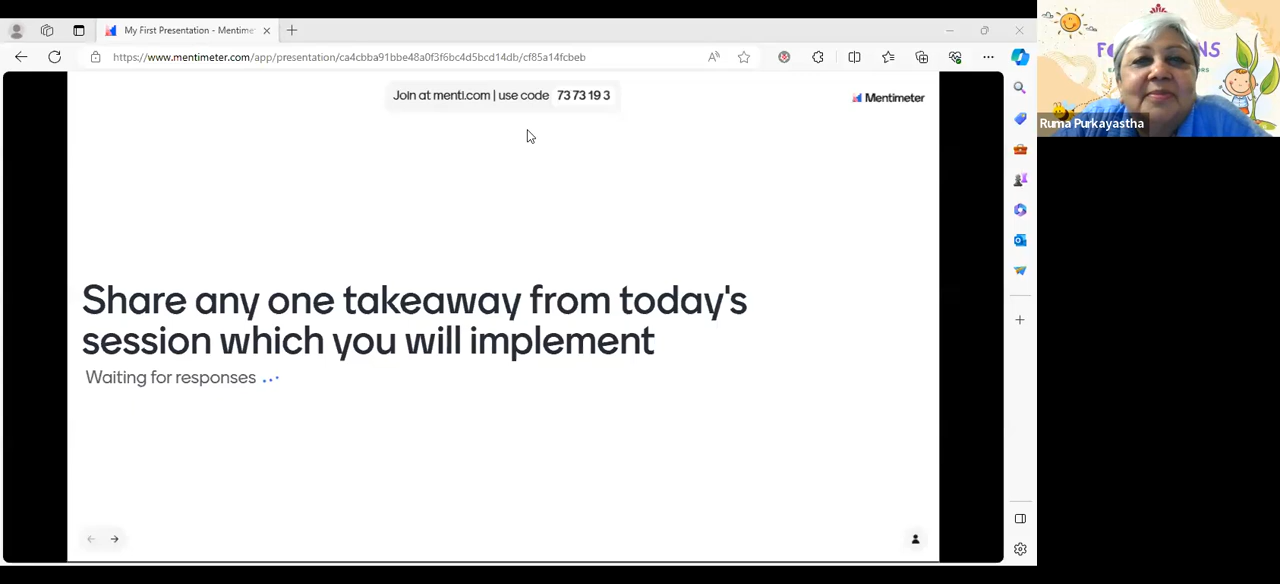 My First Presentation - Mentime
https://www.mentimeter.com/app/presentation/ca4cbba91bbe48a0f3f6bc4d5bcd14db/cf85a14fcbeb
Join at menti.com | use code 73 73 19 3
Mentimeter
Share any one takeaway from today's
session which you will implement
Waiting for responses
Ruma Purkayastha